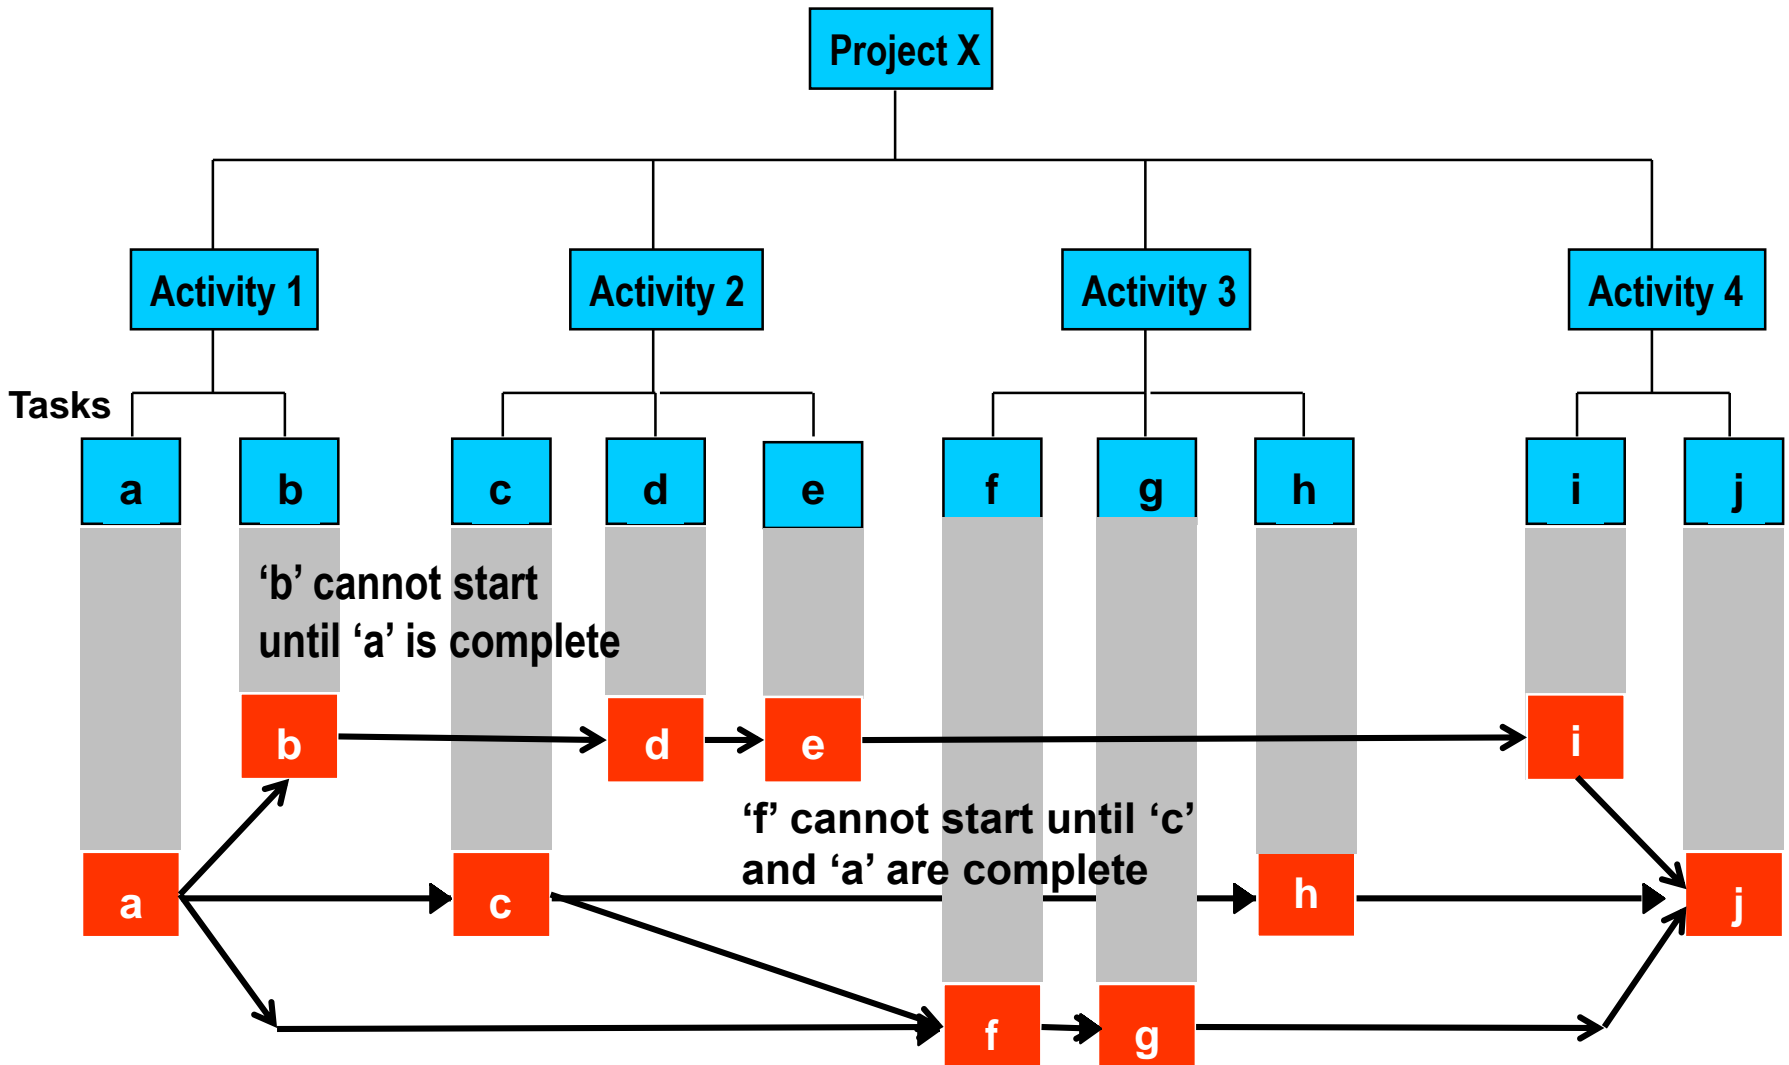 Project X
Activity 1
Activity 2
Activity 3
Activity 4
Tasks
a
b
c
d
e
f
g
h
i
j
‘b’ cannot start
until ‘a’ is complete
b
d
e
i
‘f’ cannot start until ‘c’
and ‘a’ are complete
a
c
h
j
f
g